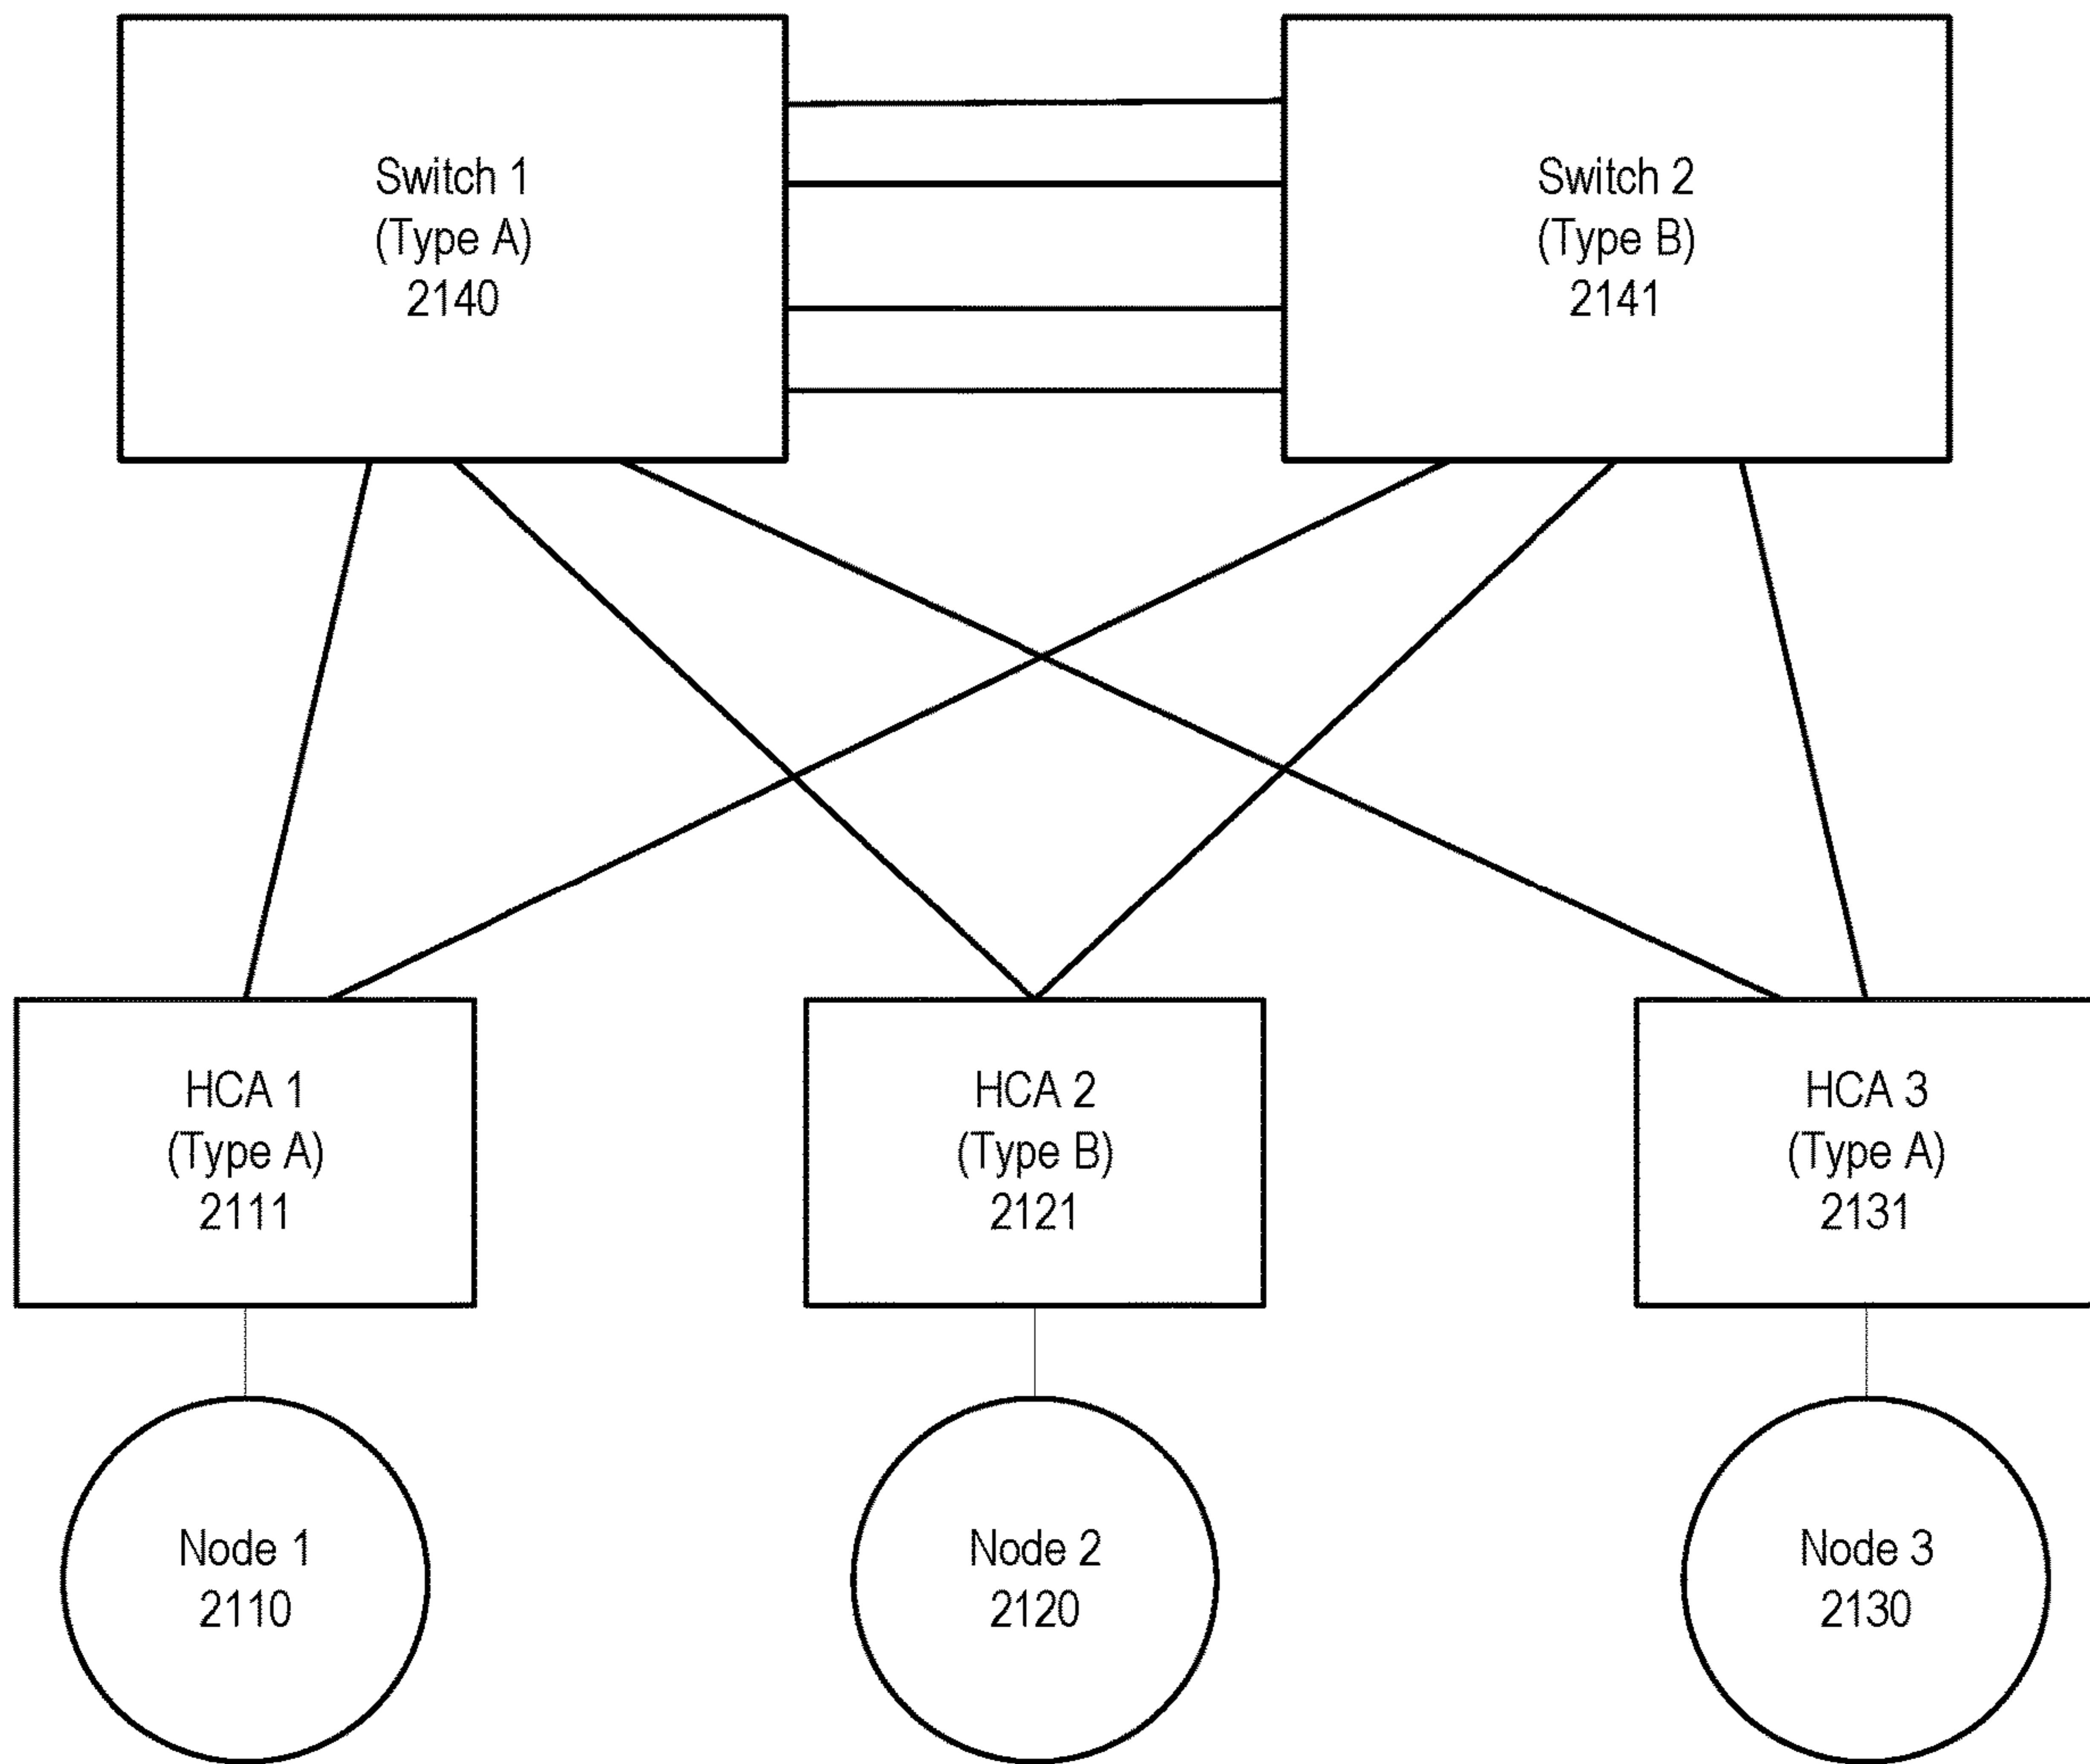 Switch 1
(Type A)
2140
Switch 2
(Type B)
2141
HCA 1
(Type A)
2111
HCA 2
(Type B)
2121
HCA 3
(Type A)
2131
Node 1
2110
Node 2
2120
Node 3
2130